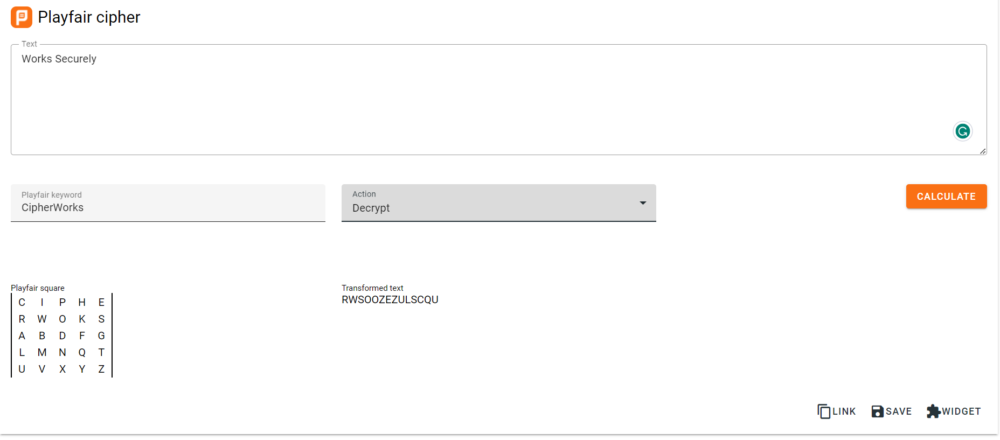 Playfair cipher
Text
Works Securely
Playfair keyword
CipherWorks
Action
Decrypt
CALCULATE
Playfair square
C I P H E
R W O K S
A B D F G
L M N Q T
U V X Y Z
Transformed text
RWSOOZEZULSCQU
LINK SAVE WIDGET